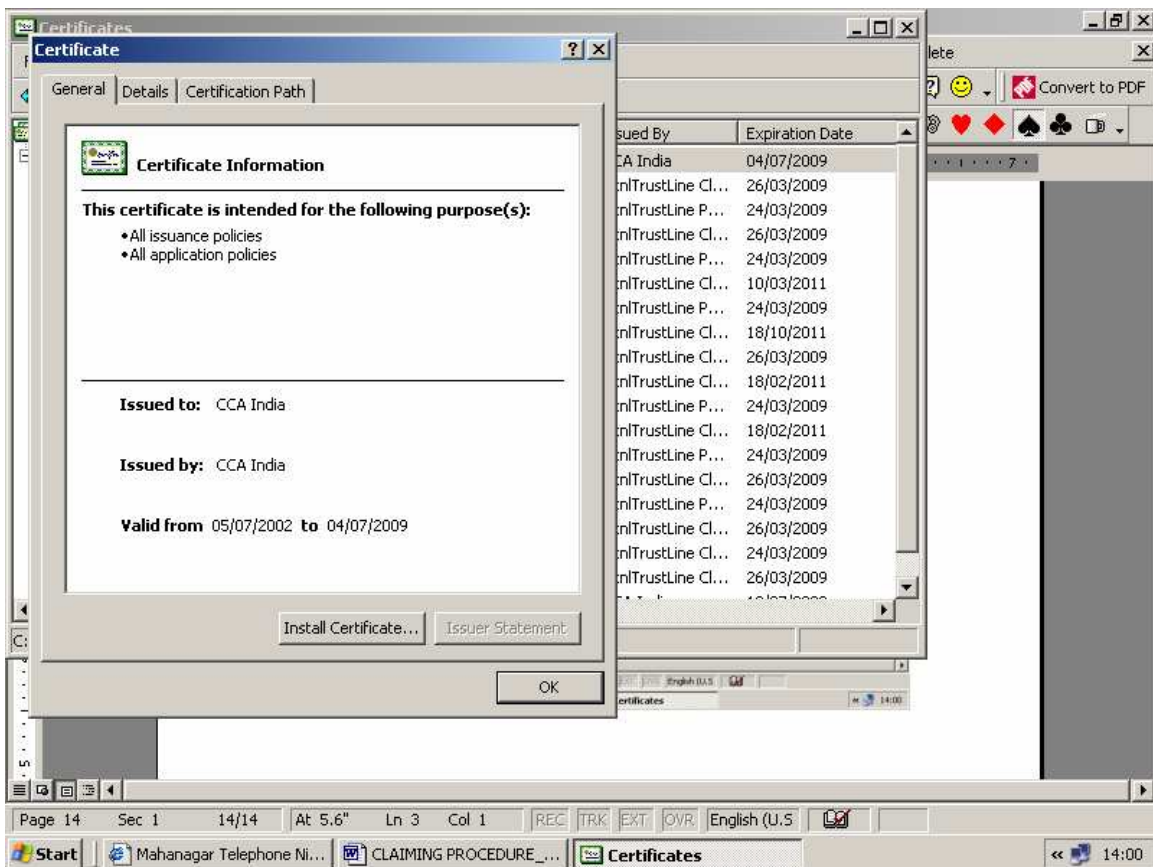 Certificates
lete
Certificate
General Details Certification Path
Convert to PDF
Certificate Information
This certificate is intended for the following purpose(s):
•All issuance policies
•All application policies
Issued to: CCA India
Issued by: CCA India
Valid from 05/07/2002 to 04/07/2009
Install Certificate... Issuer Statement
OK
sued By Expiration Date
CA India 04/07/2009
nlTrustLine Cl... 26/03/2009
nlTrustLine P... 24/03/2009
nlTrustLine Cl... 26/03/2009
nlTrustLine P... 24/03/2009
nlTrustLine Cl... 10/03/2011
nlTrustLine P... 24/03/2009
nlTrustLine Cl... 18/10/2011
nlTrustLine Cl... 26/03/2009
nlTrustLine Cl... 18/02/2011
nlTrustLine P... 24/03/2009
nlTrustLine Cl... 18/02/2011
nlTrustLine P... 24/03/2009
nlTrustLine Cl... 26/03/2009
nlTrustLine P... 24/03/2009
nlTrustLine Cl... 26/03/2009
nlTrustLine P... 24/03/2009
nlTrustLine Cl... 26/03/2009
7
C:
English (U.S
ertificates 14:00
5
Page 14 Sec 1 14/14 At 5.6" Ln 3 Col 1 REC TRK EXT OVR English (U.S
Start Mahanagar Telephone Ni... CLAIMING PROCEDURE_... Certificates 14:00